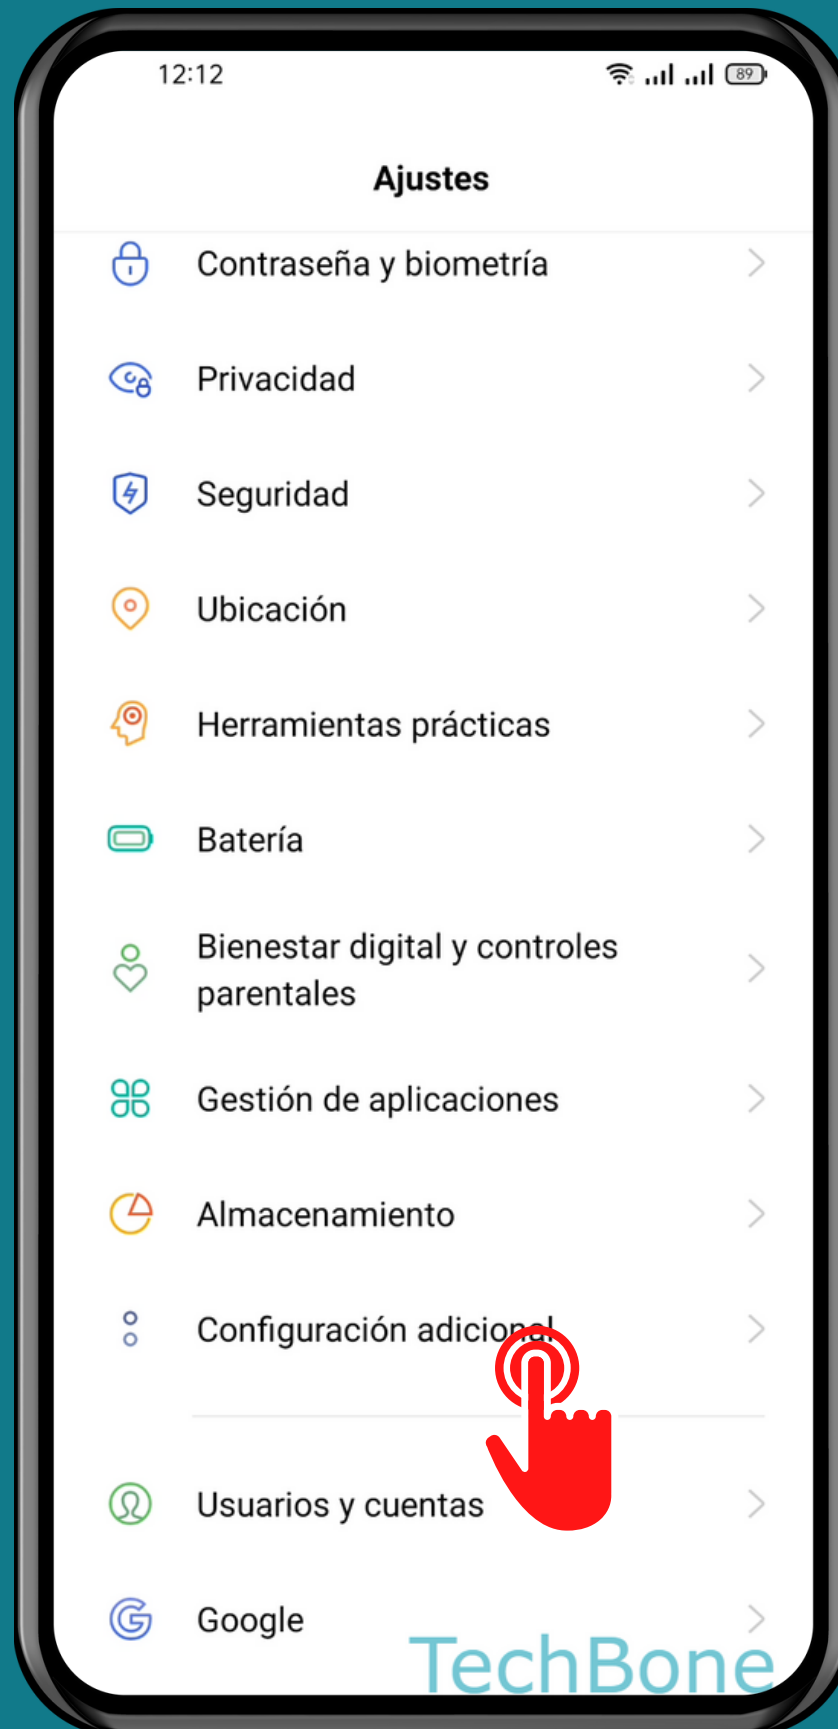 12:12
89
Ajustes
Contraseña y biometría
Privacidad
Seguridad
Ubicación
Herramientas prácticas
Batería
Bienestar digital y controles
parentales
Gestión de aplicaciones
Almacenamiento
Configuración adicional
Usuarios y cuentas
Google
TechBone